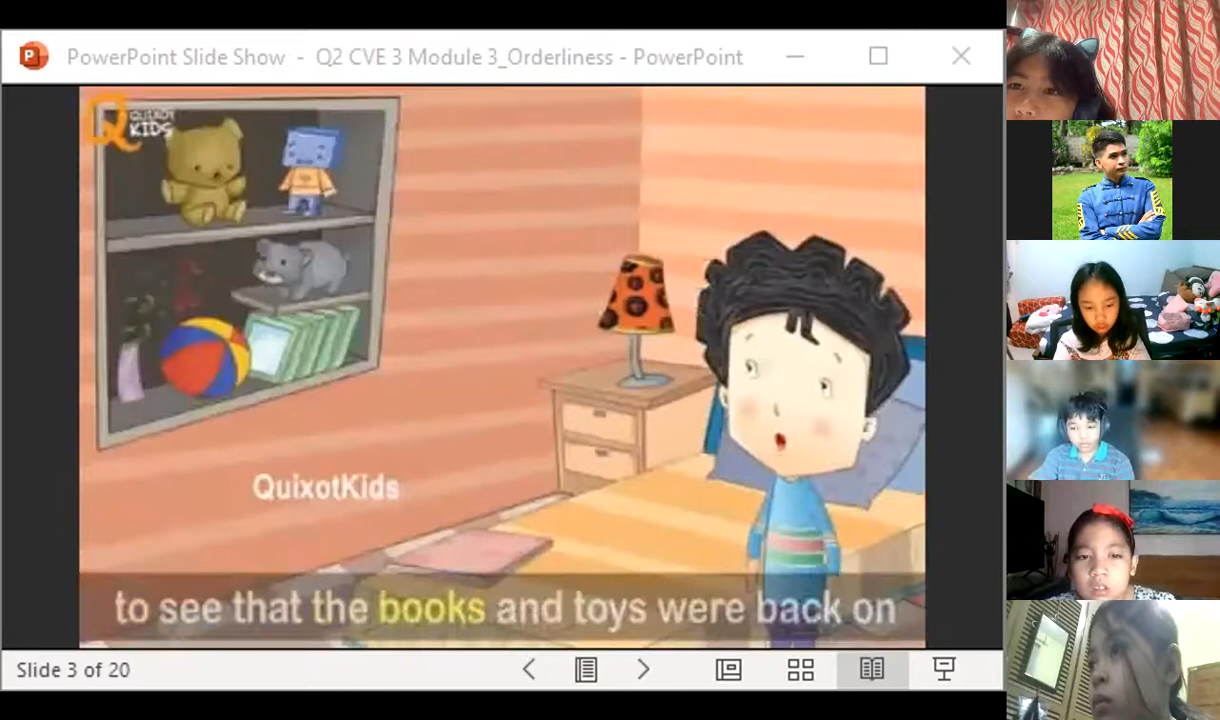 PowerPoint Slide Show - Q2 CVE 3 Module 3_Orderliness - PowerPoint
QUIXOT
KIDS
QuixotKids
to see that the books and toys were back on
Slide 3 of 20